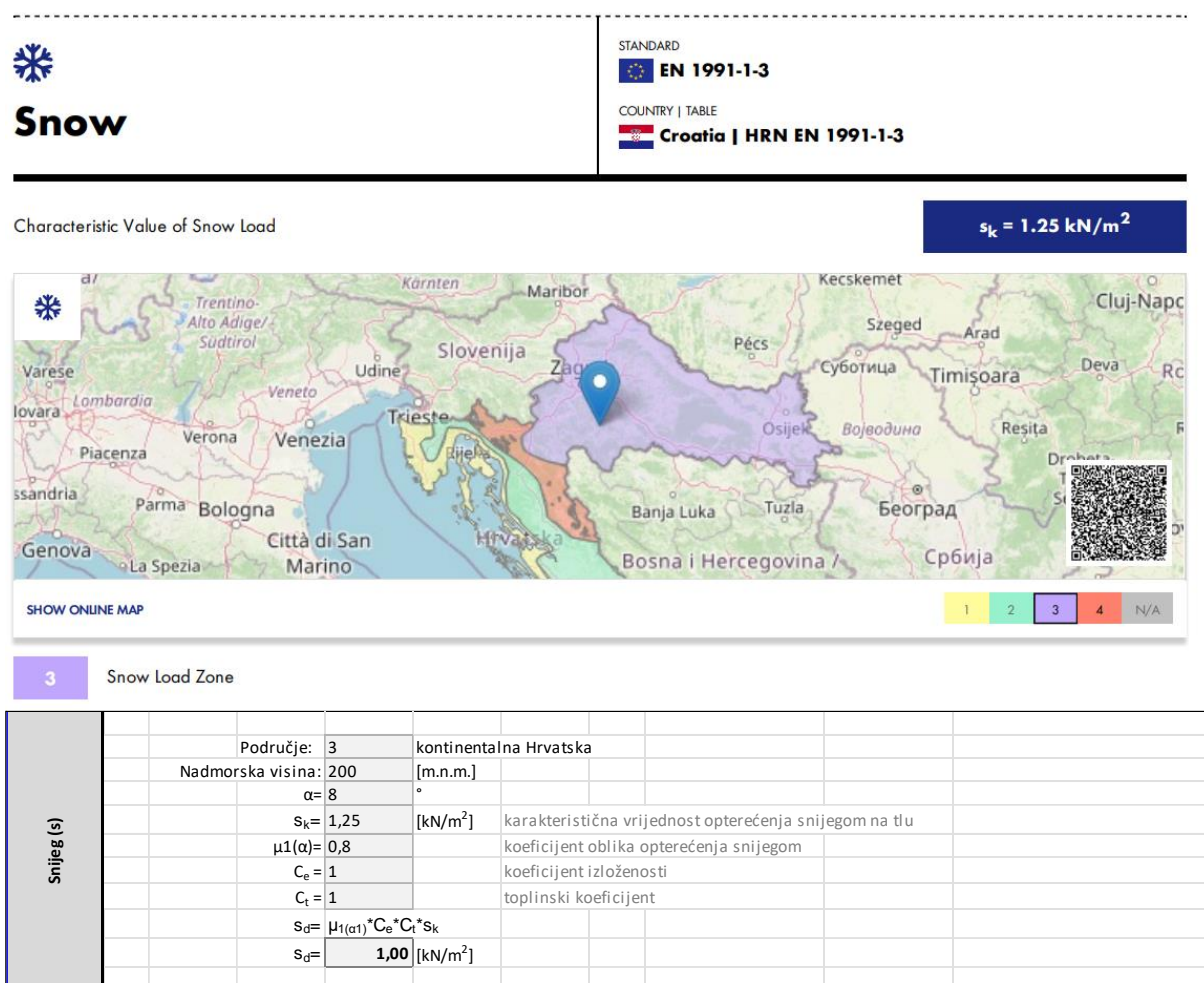 STANDARD
EN 1991-1-3
Snow
COUNTRY | TABLE
Croatia | HRN EN 1991-1-3
Characteristic Value of Snow Load
sₖ = 1.25 kN/m²
Kärnten
Maribor
Kecskemet
Cluj-Napo
Trentino-
Alto Adige/
Südtirol
Slovenija
Szeged
Arad
Pécs
Varese
Udine
Суботица
Timișoara
Deva
Lombardia
Veneto
Trieste
Verona
Venezia
Osijek
Војводина
Reșița
Piacenza
Rijeka
Parma
Bologna
Banja Luka
Tuzla
Београд
Genova
Città di San
Marino
Hrvatska
La Spezia
Bosna i Hercegovina /
Србија
SHOW ONLINE MAP
1 2 3 4 N/A
3 Snow Load Zone
Snijeg (s)
Područje: 3 kontinentalna Hrvatska
Nadmorska visina: 200 [m.n.m.]
α= 8 °
sₖ= 1,25 [kN/m²] karakteristična vrijednost opterećenja snijegom na tlu
μ1(α)= 0,8 koeficijent oblika opterećenja snijegom
Cₑ = 1 koeficijent izloženosti
Cₜ = 1 toplinski koeficijent
s_d= μ₁₍α₁₎*Cₑ*Cₜ*sₖ
s_d= 1,00 [kN/m²]